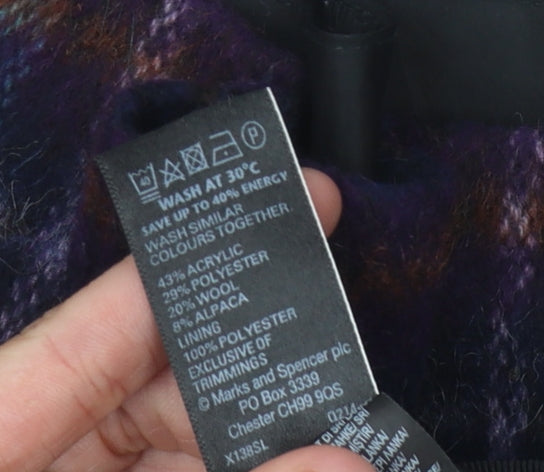 40 P
WASH AT 30°C
SAVE UP TO 40% ENERGY
WASH SIMILAR
COLOURS TOGETHER.
43% ACRYLIC
29% POLYESTER
20% WOOL
8% ALPACA
LINING
100% POLYESTER
EXCLUSIVE OF
TRIMMINGS
© Marks and Spencer plc
PO Box 3339
Chester CH99 9QS
X138SL